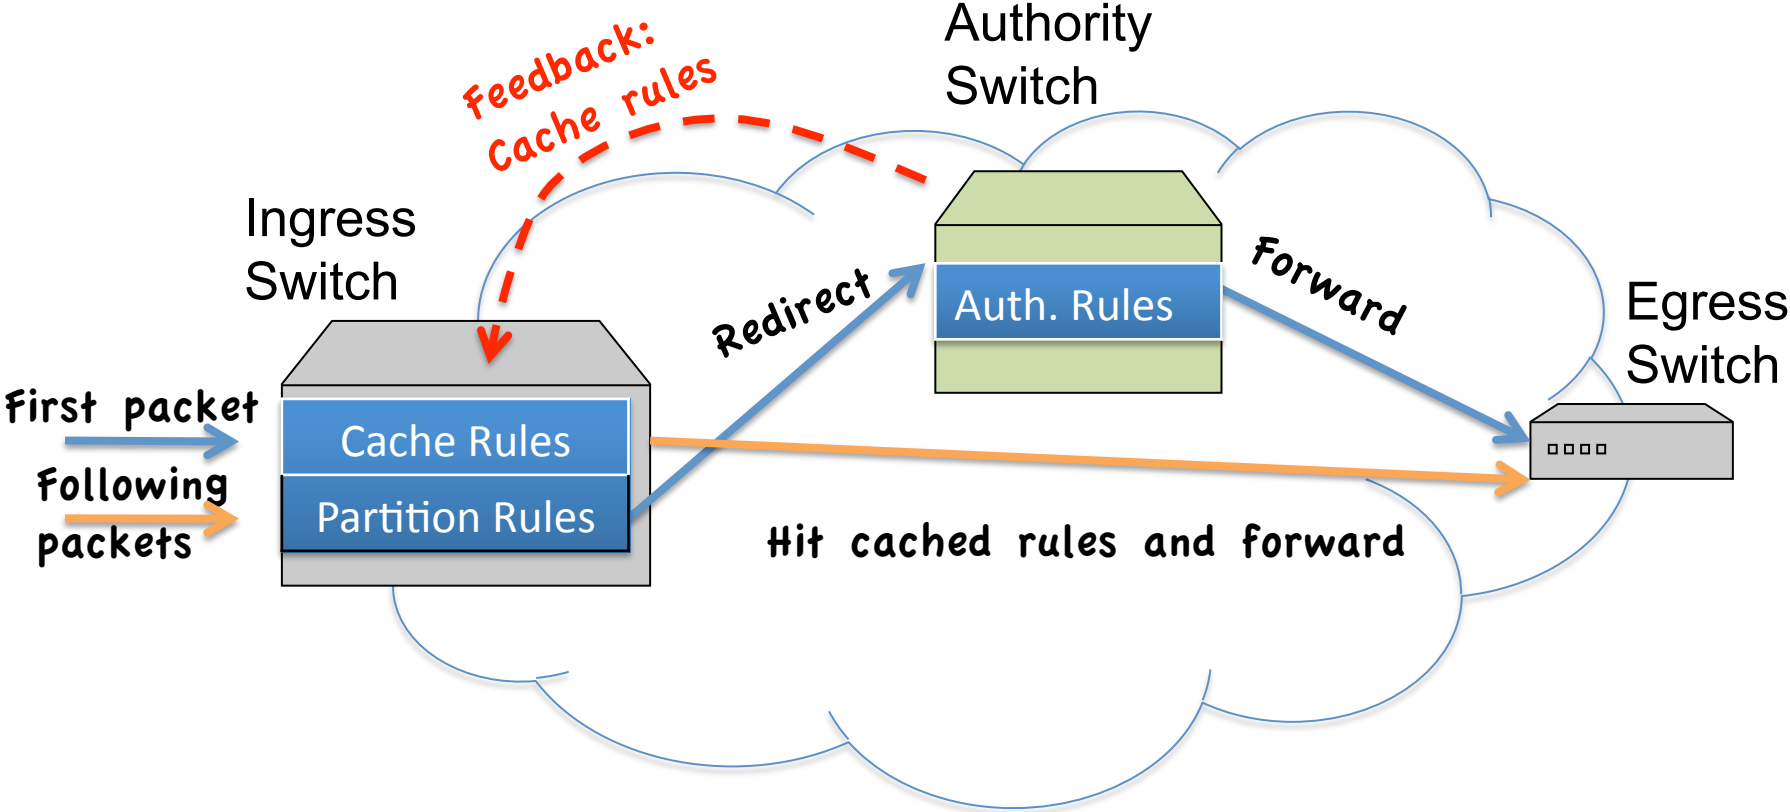 Authority
Switch
Feedback:
Cache rules
Ingress
Switch
Redirect
Auth. Rules
Forward
Egress
Switch
First packet
Cache Rules
Following
packets
Partition Rules
Hit cached rules and forward